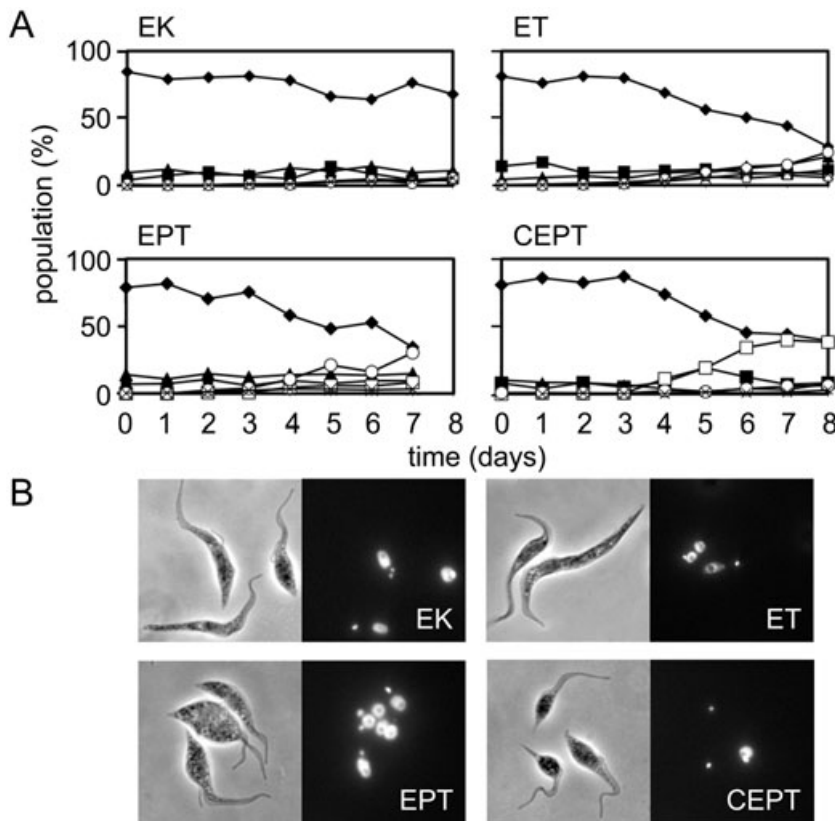 A
EK
ET
100
50
0
EPT
CEPT
100
50
0
population (%)
0 1 2 3 4 5 6 7 8
0 1 2 3 4 5 6 7 8
time (days)
B
EK
ET
EPT
CEPT